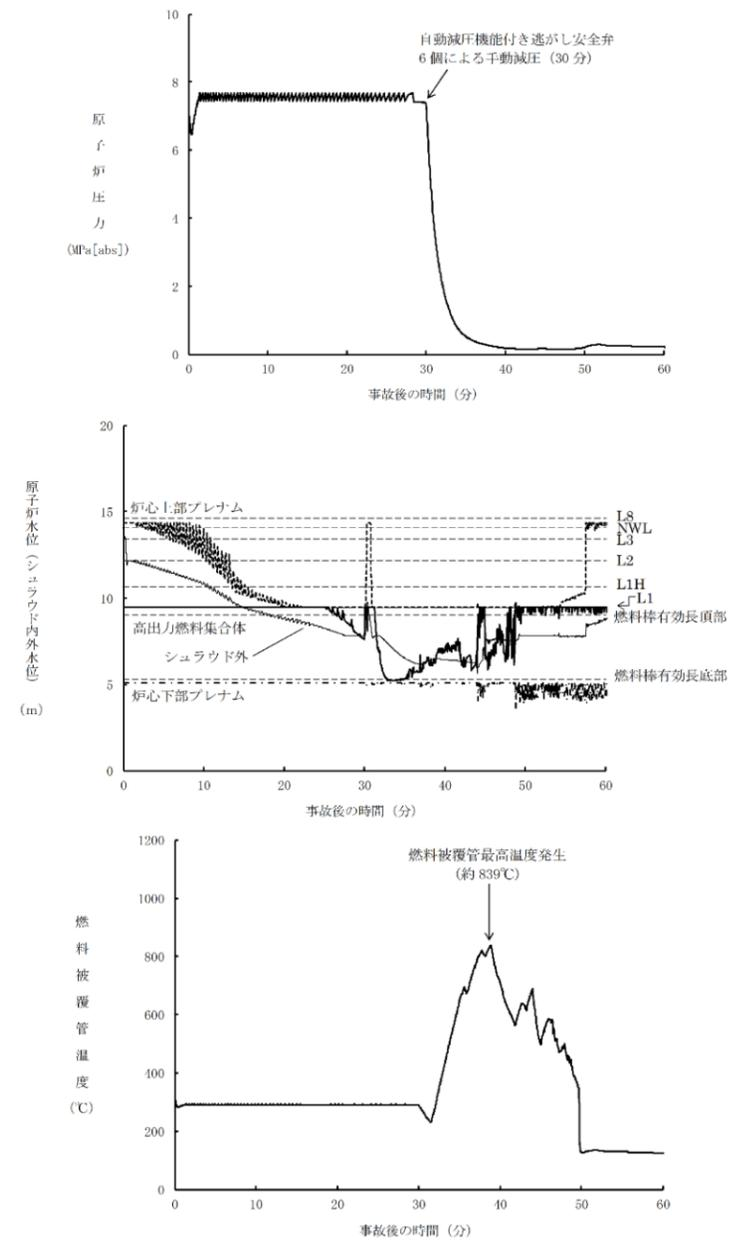 10
8
6
4
2
0
原子炉圧力
(MPa[abs])
自動減圧機能付き逃がし安全弁
6個による手動減圧（30分）
0 10 20 30 40 50 60
事故後の時間（分）
20
15
10
5
0
原子炉水位（シュラウド内外水位）
(m)
炉心上部プレナム
高出力燃料集合体
シュラウド外
炉心下部プレナム
L8
NWL
L3
L2
L1H
L1
燃料棒有効長頂部
燃料棒有効長底部
0 10 20 30 40 50 60
事故後の時間（分）
1200
1000
800
600
400
200
0
燃料被覆管温度
(℃)
燃料被覆管最高温度発生
(約839℃)
0 10 20 30 40 50 60
事故後の時間（分）